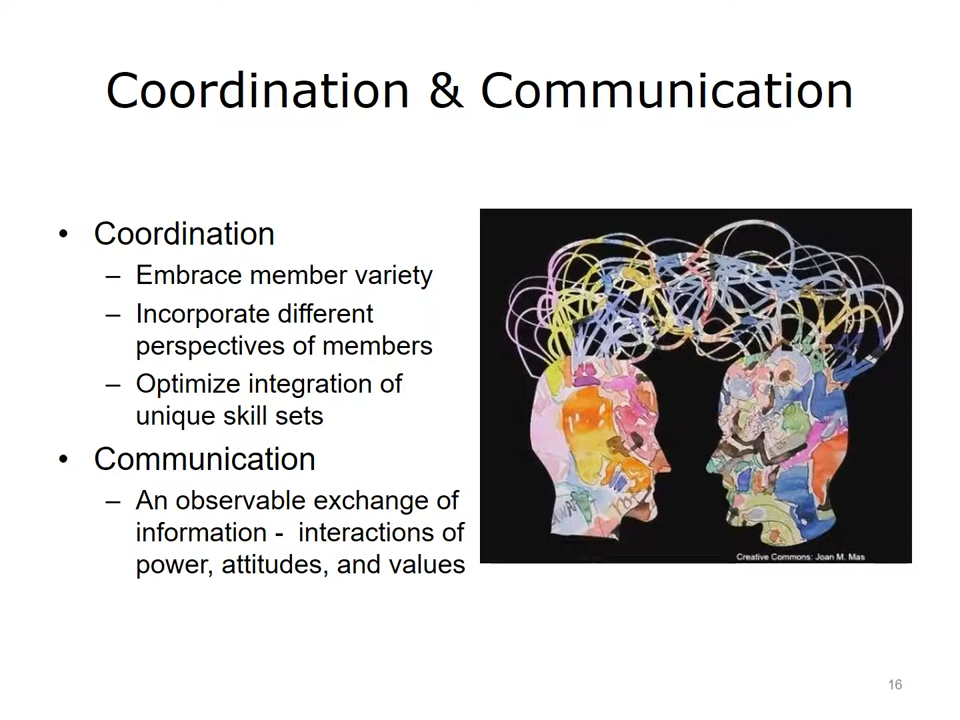 Coordination & Communication
• Coordination
– Embrace member variety
– Incorporate different
perspectives of members
– Optimize integration of
unique skill sets
• Communication
– An observable exchange of
information -  interactions of
power, attitudes, and values
Creative Commons: Joan M. Mas
16